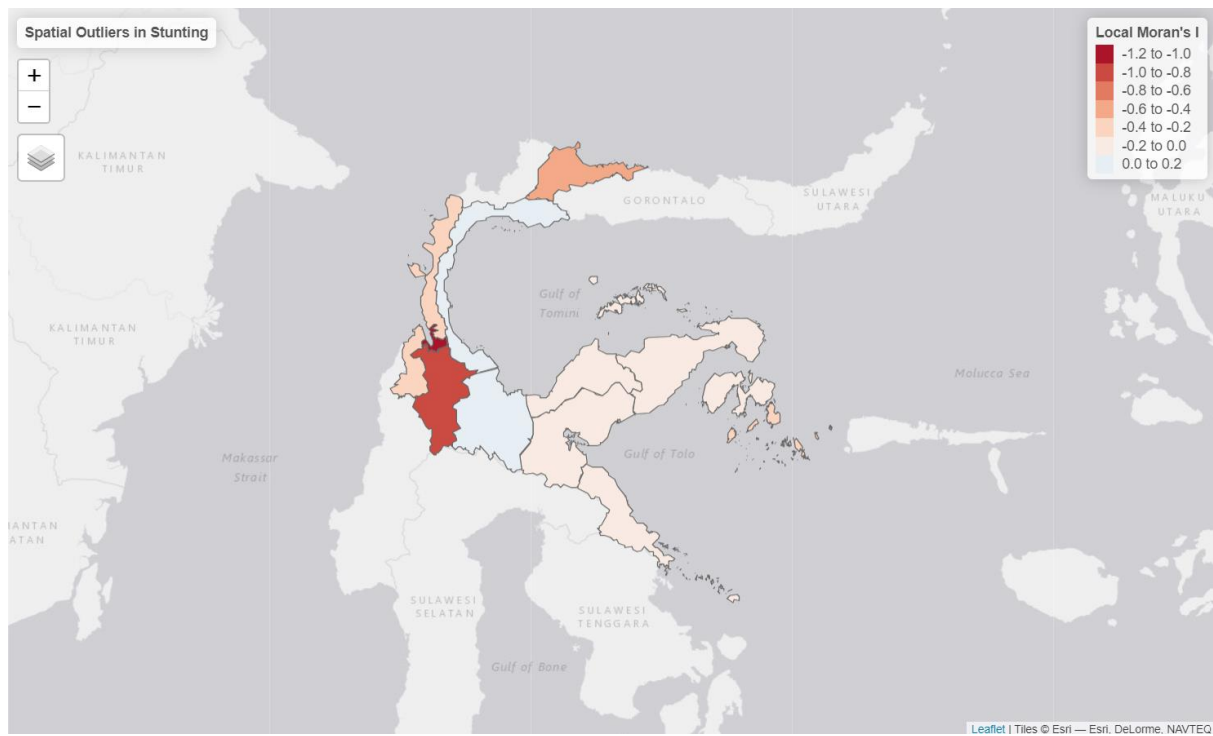 Spatial Outliers in Stunting
+
−
Local Moran's I
-1.2 to -1.0
-1.0 to -0.8
-0.8 to -0.6
-0.6 to -0.4
-0.4 to -0.2
-0.2 to 0.0
0.0 to 0.2
KALIMANTAN
TIMUR
SULAWESI
UTARA
GORONTALO
MALUKU
UTARA
Gulf of
Tomini
KALIMANTAN
TIMUR
Molucca Sea
Makassar
Strait
Gulf of Tolo
MANTAN
ATAN
SULAWESI
SELATAN
SULAWESI
TENGGARA
Gulf of Bone
Leaflet | Tiles © Esri — Esri, DeLorme, NAVTEQ